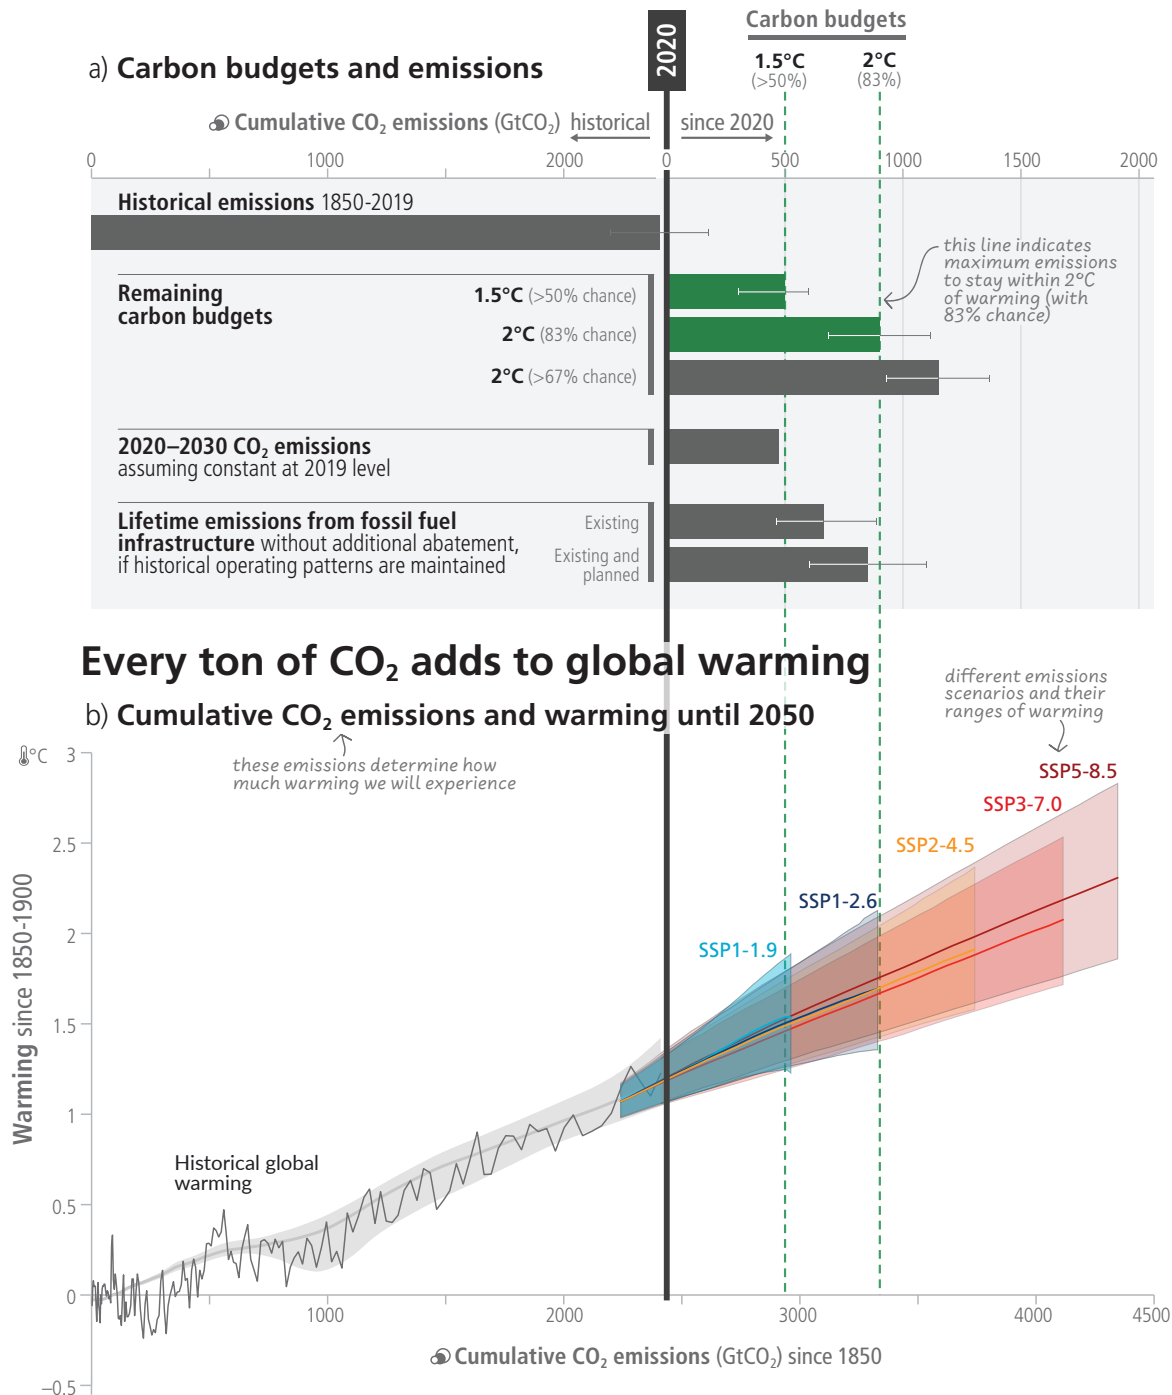 Carbon budgets
2020
1.5°C
(>50%)
2°C
(83%)
a) Carbon budgets and emissions
Cumulative CO₂ emissions (GtCO₂) historical since 2020
0 1000 2000 0 500 1000 1500 2000
Historical emissions 1850-2019
this line indicates
maximum emissions
to stay within 2°C
of warming (with
83% chance)
Remaining
carbon budgets
1.5°C (>50% chance)
2°C (83% chance)
2°C (>67% chance)
2020–2030 CO₂ emissions
assuming constant at 2019 level
Lifetime emissions from fossil fuel
infrastructure without additional abatement,
if historical operating patterns are maintained
Existing
Existing and
planned
Every ton of CO₂ adds to global warming
b) Cumulative CO₂ emissions and warming until 2050
different emissions
scenarios and their
ranges of warming
these emissions determine how
much warming we will experience
°C
3
2.5
2
1.5
1
0.5
0
–0.5
Warming since 1850-1900
SSP5-8.5
SSP3-7.0
SSP2-4.5
SSP1-2.6
SSP1-1.9
Historical global
warming
1000 2000 3000 4000 4500
Cumulative CO₂ emissions (GtCO₂) since 1850